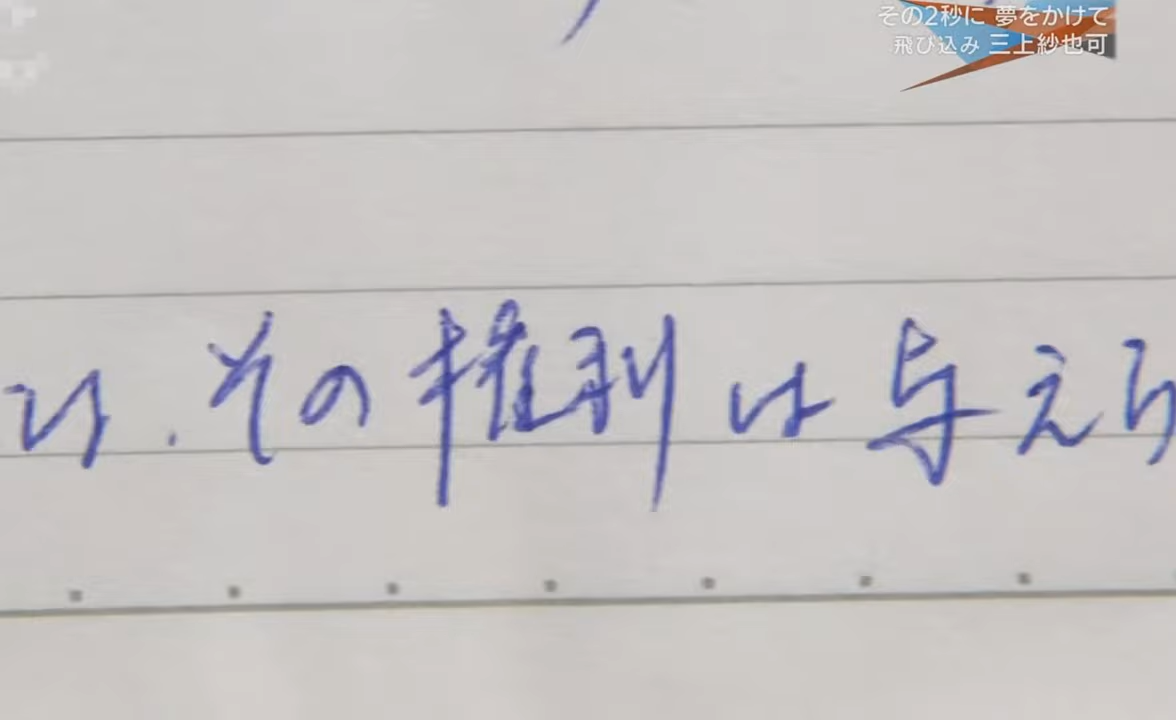 その2秒に 夢をかけて
飛び込み 三上紗也可
その権利は与えら